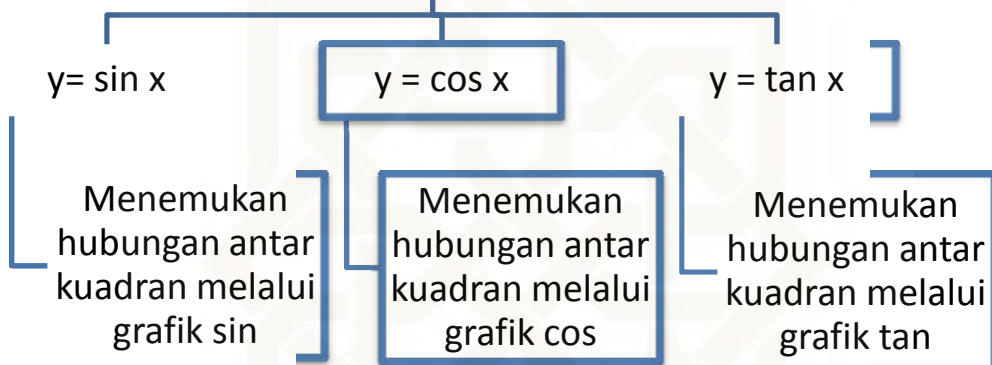 y= sin x
y = cos x
y = tan x
Menemukan
hubungan antar
kuadran melalui
grafik sin
Menemukan
hubungan antar
kuadran melalui
grafik cos
Menemukan
hubungan antar
kuadran melalui
grafik tan